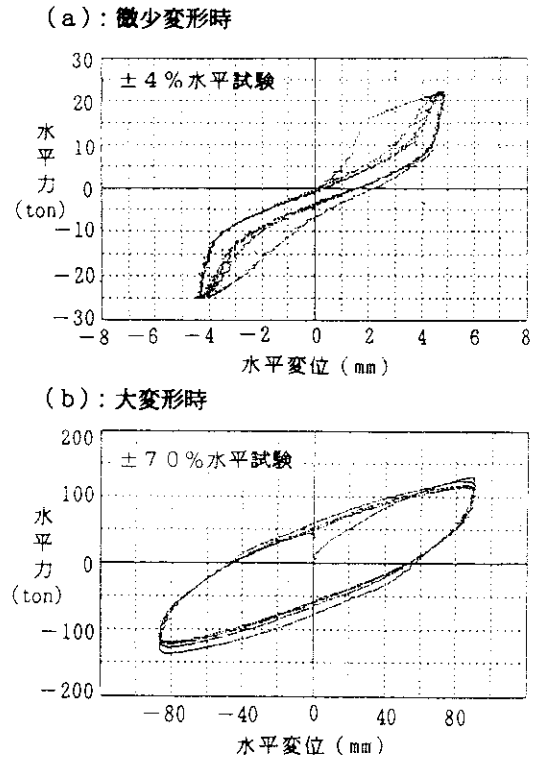 (a):微少変形時
±4%水平試験
水平力
(ton)
30
20
10
0
-10
-20
-30
-8 -6 -4 -2 0 2 4 6 8
水平変位(mm)
(b):大変形時
±70%水平試験
水平力
(ton)
200
100
0
-100
-200
-80 -40 0 40 80
水平変位(mm)